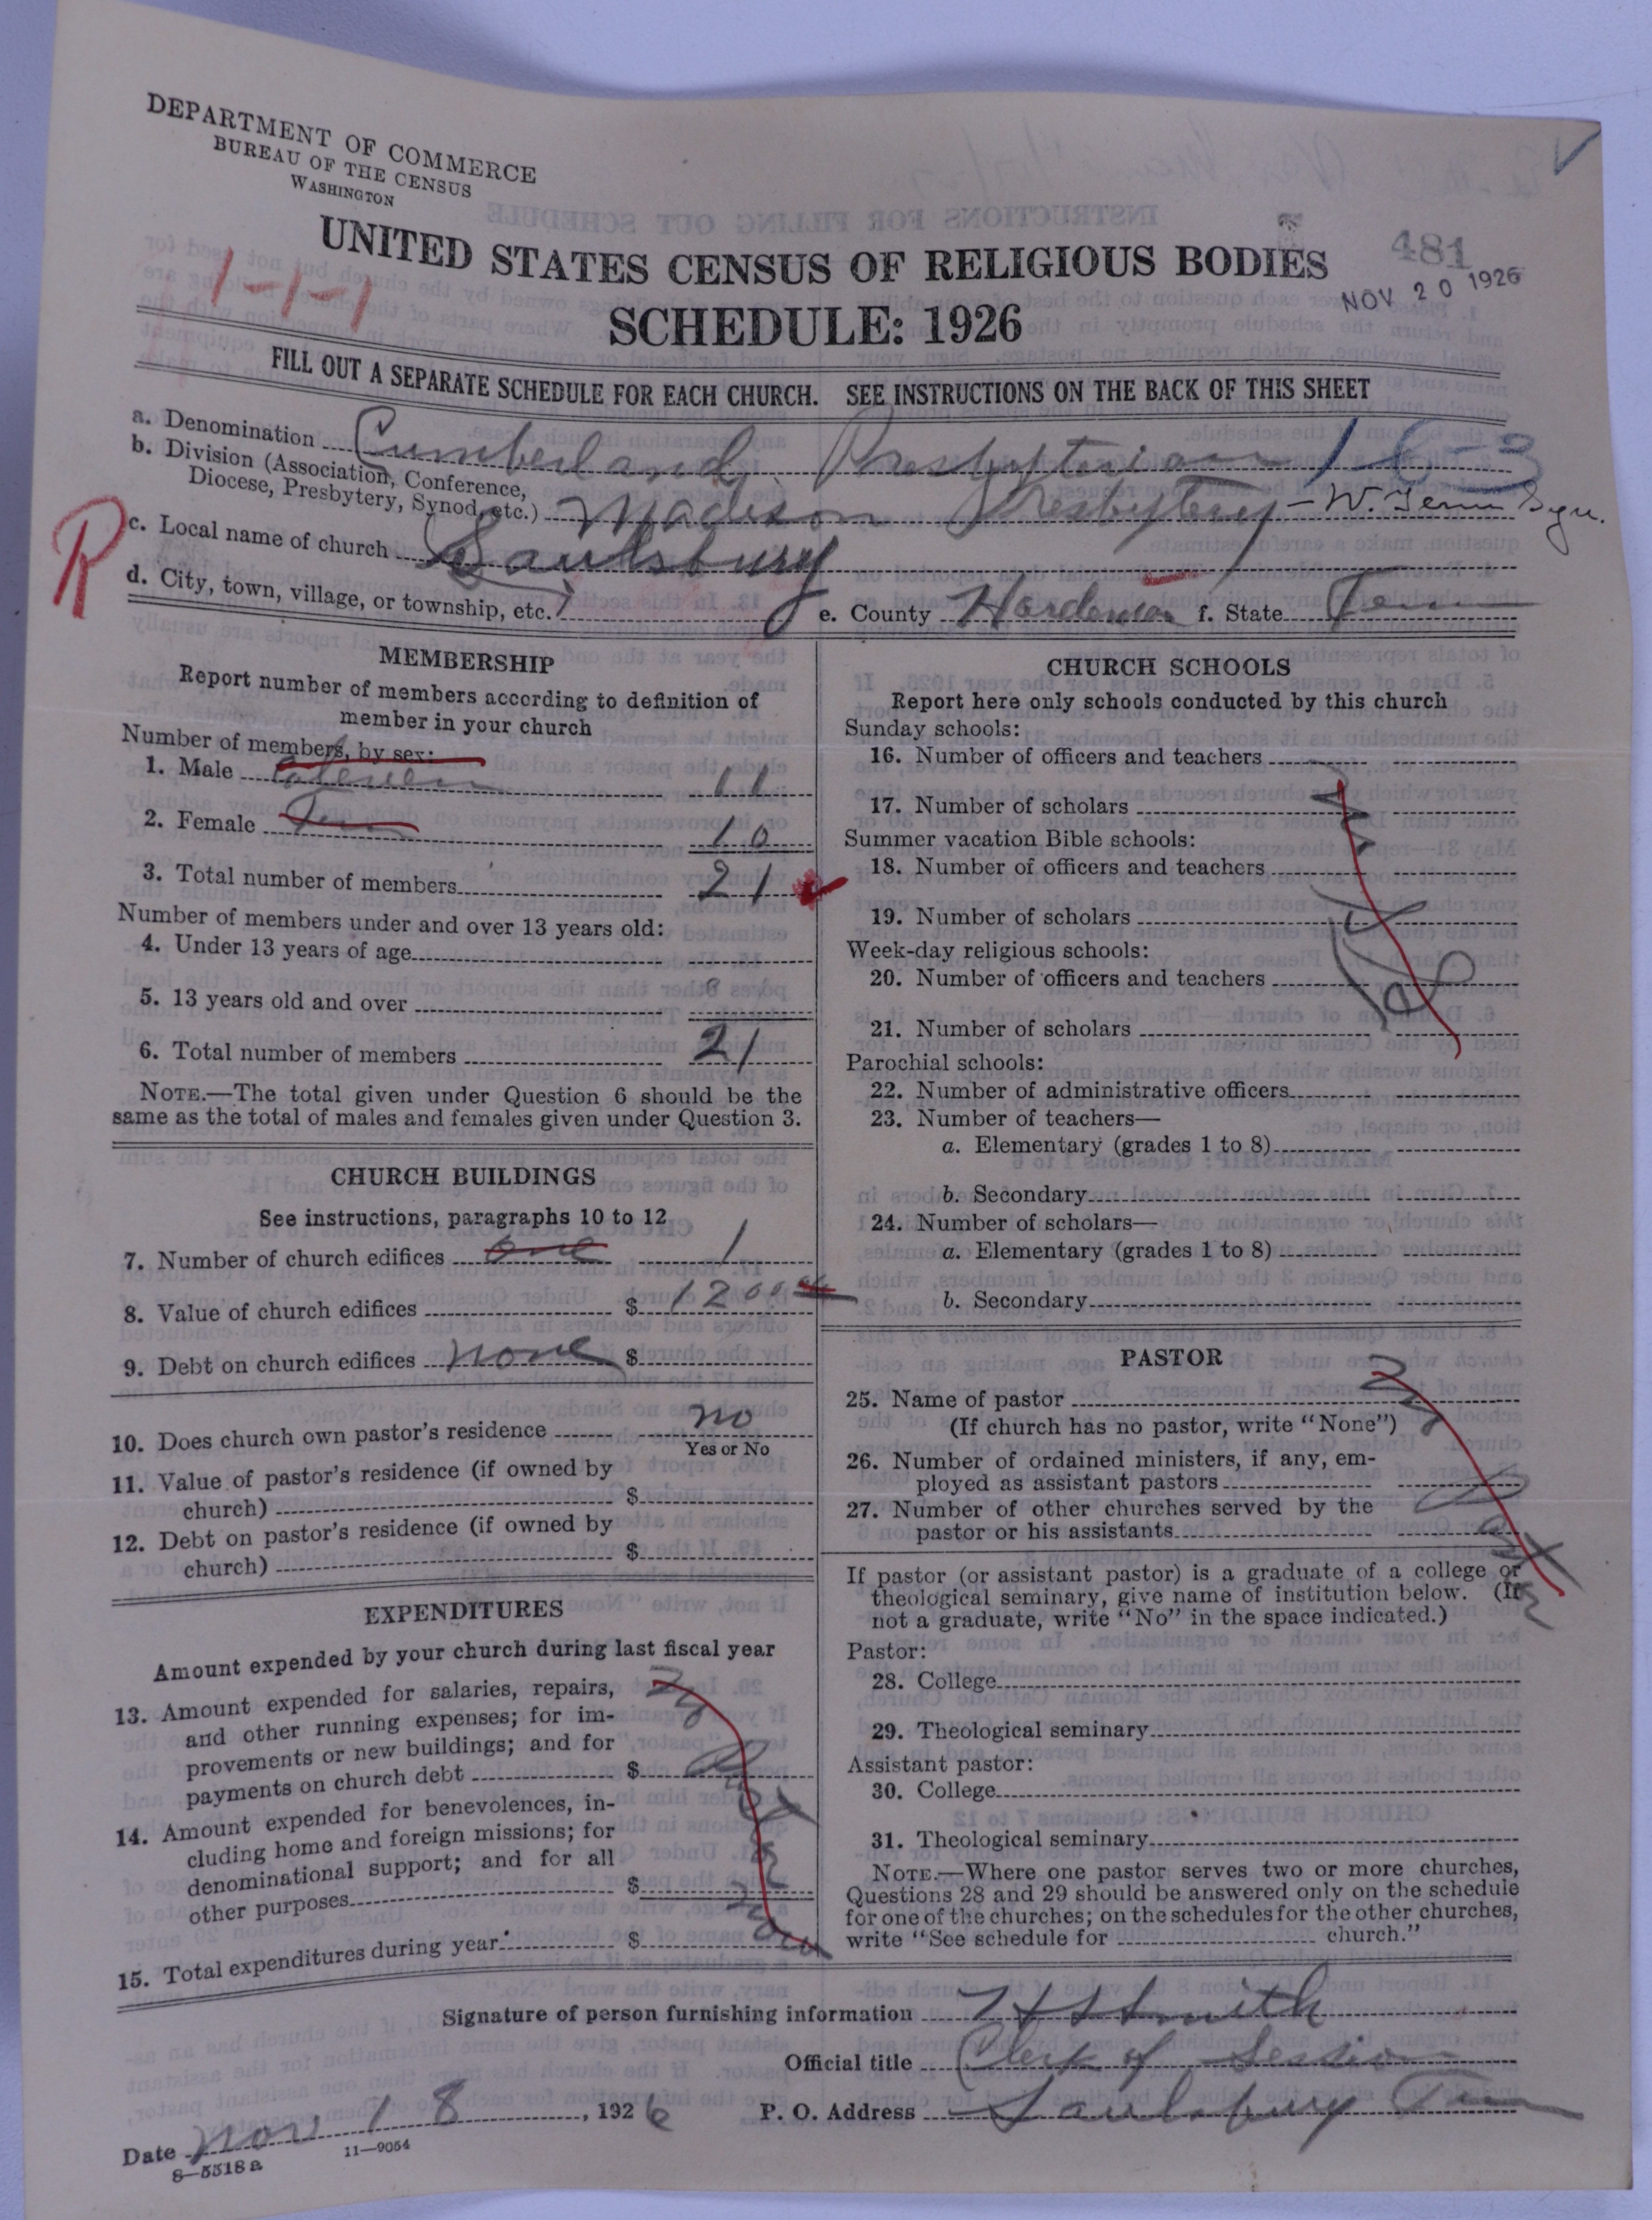 DEPARTMENT OF COMMERCE
BUREAU OF THE CENSUS
WASHINGTON
UNITED STATES CENSUS OF RELIGIOUS BODIES
481
NOV 20 1926
1-1-1
SCHEDULE: 1926
FILL OUT A SEPARATE SCHEDULE FOR EACH CHURCH. SEE INSTRUCTIONS ON THE BACK OF THIS SHEET
a. Denomination Cumberland Presbyterian 16-3
b. Division (Association, Conference,
Diocese, Presbytery, Synod, etc.) Madison Presbytery - W. Tenn Syn.
R
c. Local name of church Saulsbury
d. City, town, village, or township, etc. e. County Hardeman f. State Tenn
MEMBERSHIP
Report number of members according to definition of
member in your church
Number of members, by sex:
1. Male eleven 11
2. Female Ten 10
3. Total number of members 21
Number of members under and over 13 years old:
4. Under 13 years of age
5. 13 years old and over
6. Total number of members 21
NOTE.—The total given under Question 6 should be the
same as the total of males and females given under Question 3.
CHURCH BUILDINGS
See instructions, paragraphs 10 to 12
7. Number of church edifices one 1
8. Value of church edifices $ 1200
9. Debt on church edifices none $
10. Does church own pastor's residence no
Yes or No
11. Value of pastor's residence (if owned by
church) $
12. Debt on pastor's residence (if owned by
church) $
EXPENDITURES
Amount expended by your church during last fiscal year
13. Amount expended for salaries, repairs,
and other running expenses; for im-
provements or new buildings; and for
payments on church debt $
14. Amount expended for benevolences, in-
cluding home and foreign missions; for
denominational support; and for all
other purposes $
15. Total expenditures during year $
CHURCH SCHOOLS
Report here only schools conducted by this church
Sunday schools:
16. Number of officers and teachers
17. Number of scholars
Summer vacation Bible schools:
18. Number of officers and teachers
19. Number of scholars
Week-day religious schools:
20. Number of officers and teachers
21. Number of scholars
Parochial schools:
22. Number of administrative officers
23. Number of teachers—
a. Elementary (grades 1 to 8)
b. Secondary
24. Number of scholars—
a. Elementary (grades 1 to 8)
b. Secondary
PASTOR
25. Name of pastor
(If church has no pastor, write "None")
26. Number of ordained ministers, if any, em-
ployed as assistant pastors
27. Number of other churches served by the
pastor or his assistants
If pastor (or assistant pastor) is a graduate of a college or
theological seminary, give name of institution below. (If
not a graduate, write "No" in the space indicated.)
Pastor:
28. College
29. Theological seminary
Assistant pastor:
30. College
31. Theological seminary
NOTE.—Where one pastor serves two or more churches,
Questions 28 and 29 should be answered only on the schedule
for one of the churches; on the schedules for the other churches,
write "See schedule for church."
Signature of person furnishing information Smith
Official title Clerk of Session
Date Nov 18, 1926 P. O. Address Saulsbury Tenn
8—5518 a 11—9054